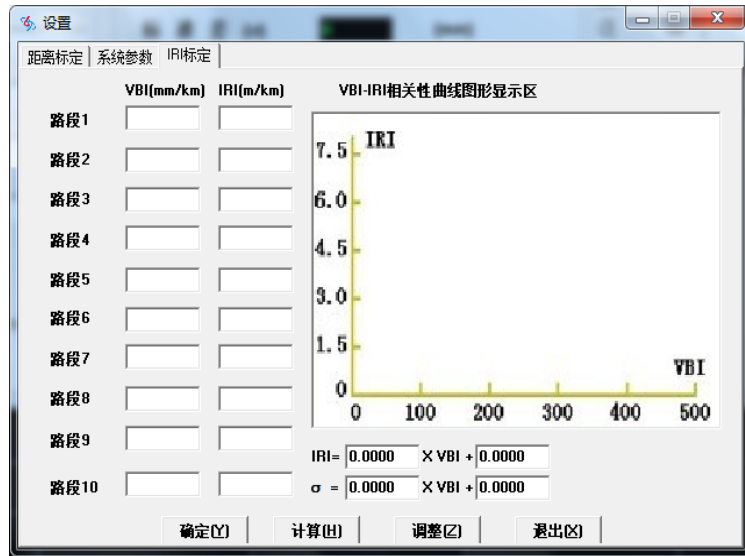 设置
距离标定 系统参数 IRI标定
VBI(mm/km) IRI(m/km) VBI-IRI相关性曲线图形显示区
路段1
路段2
路段3
路段4
路段5
路段6
路段7
路段8
路段9
路段10
IRI
7.5
6.0
4.5
3.0
1.5
0
VBI
0 100 200 300 400 500
IRI= 0.0000 X VBI + 0.0000
σ = 0.0000 X VBI + 0.0000
确定(Y) 计算(H) 调整(Z) 退出(X)